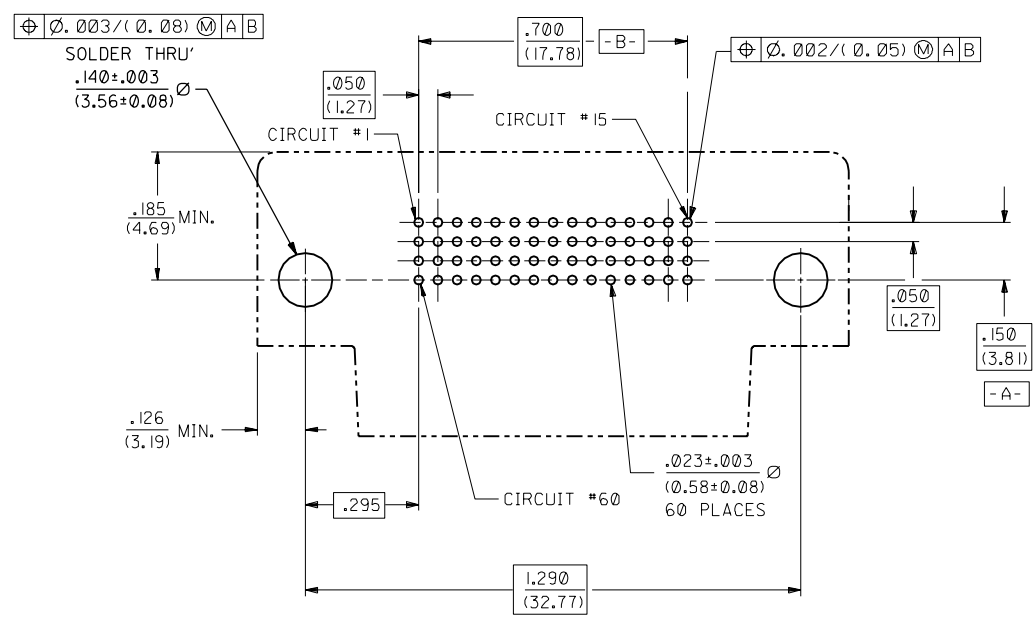 ⌖ Ø.003/(0.08) Ⓜ A B
SOLDER THRU'
.140±.003
(3.56±0.08) Ø
.700
(17.78)
-B-
⌖ Ø.002/(0.05) Ⓜ A B
.050
(1.27)
CIRCUIT #1
CIRCUIT #15
.185
(4.69) MIN.
.050
(1.27)
.150
(3.81)
-A-
.126
(3.19) MIN.
.023±.003
(0.58±0.08) Ø
60 PLACES
.295
CIRCUIT #60
1.290
(32.77)